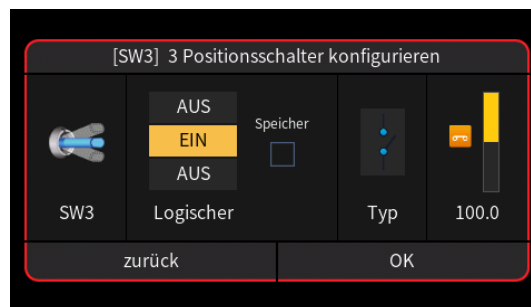 [SW3] 3 Positionsschalter konfigurieren
AUS
EIN
AUS
Speicher
SW3
Logischer
Typ
100.0
zurück
OK